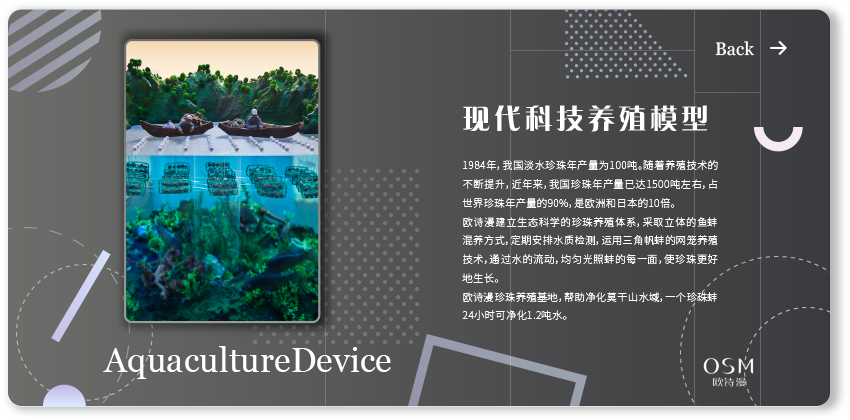 Back
现代科技养殖模型
1984年，我国淡水珍珠年产量为100吨。随着养殖技术的
不断提升，近年来，我国珍珠年产量已达1500吨左右，占
世界珍珠年产量的90%，是欧洲和日本的10倍。
欧诗漫建立生态科学的珍珠养殖体系，采取立体的鱼蚌
混养方式，定期安排水质检测，运用三角帆蚌的网笼养殖
技术，通过水的流动，均匀光照蚌的每一面，使珍珠更好
地生长。
欧诗漫珍珠养殖基地，帮助净化莫干山水域，一个珍珠蚌
24小时可净化1.2吨水。
AquacultureDevice
OSM
欧诗漫